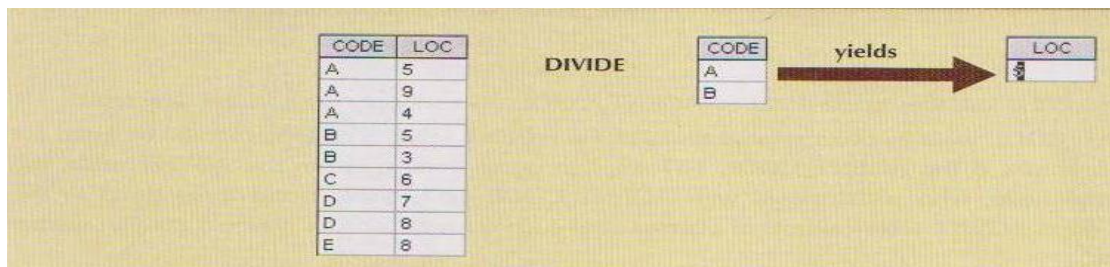 CODE LOC
A 5
A 9
A 4
B 5
B 3
C 6
D 7
D 8
E 8
DIVIDE
CODE
A
B
yields
LOC